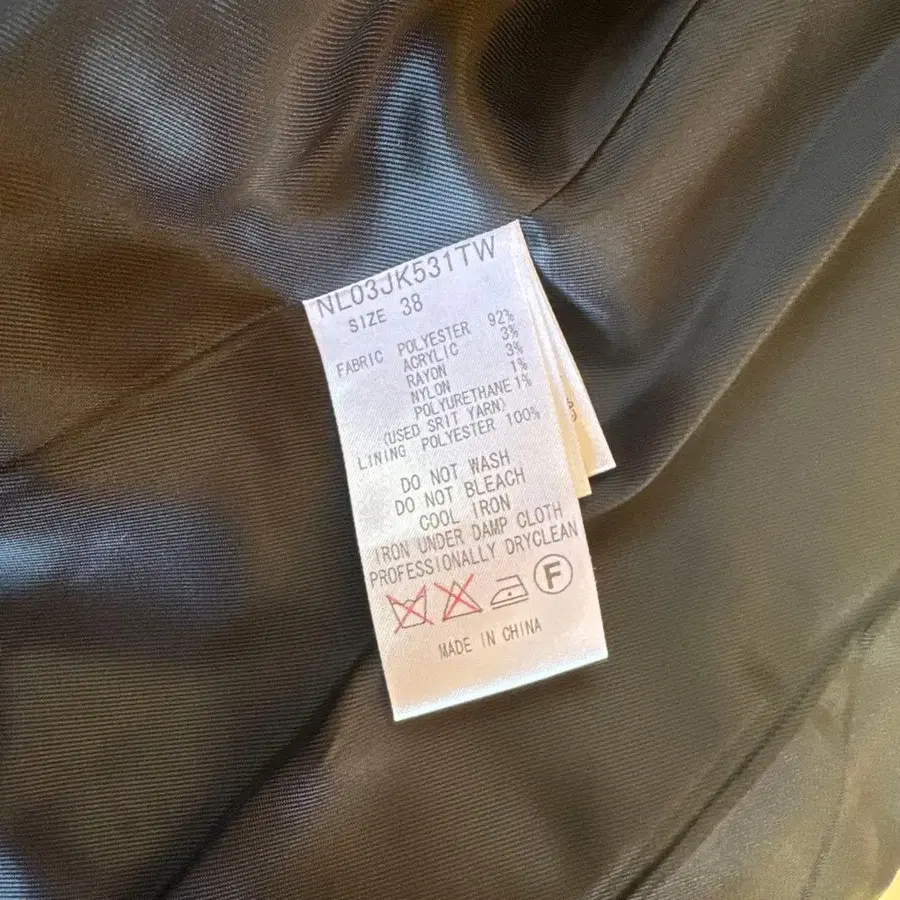 NL03JK531TW
SIZE 38
FABRIC POLYESTER 92%
ACRYLIC 3%
RAYON 3%
NYLON 1%
POLYURETHANE 1%
(USED SRIT YARN)
LINING POLYESTER 100%
DO NOT WASH
DO NOT BLEACH
COOL IRON
IRON UNDER DAMP CLOTH
PROFESSIONALLY DRYCLEAN
F
MADE IN CHINA